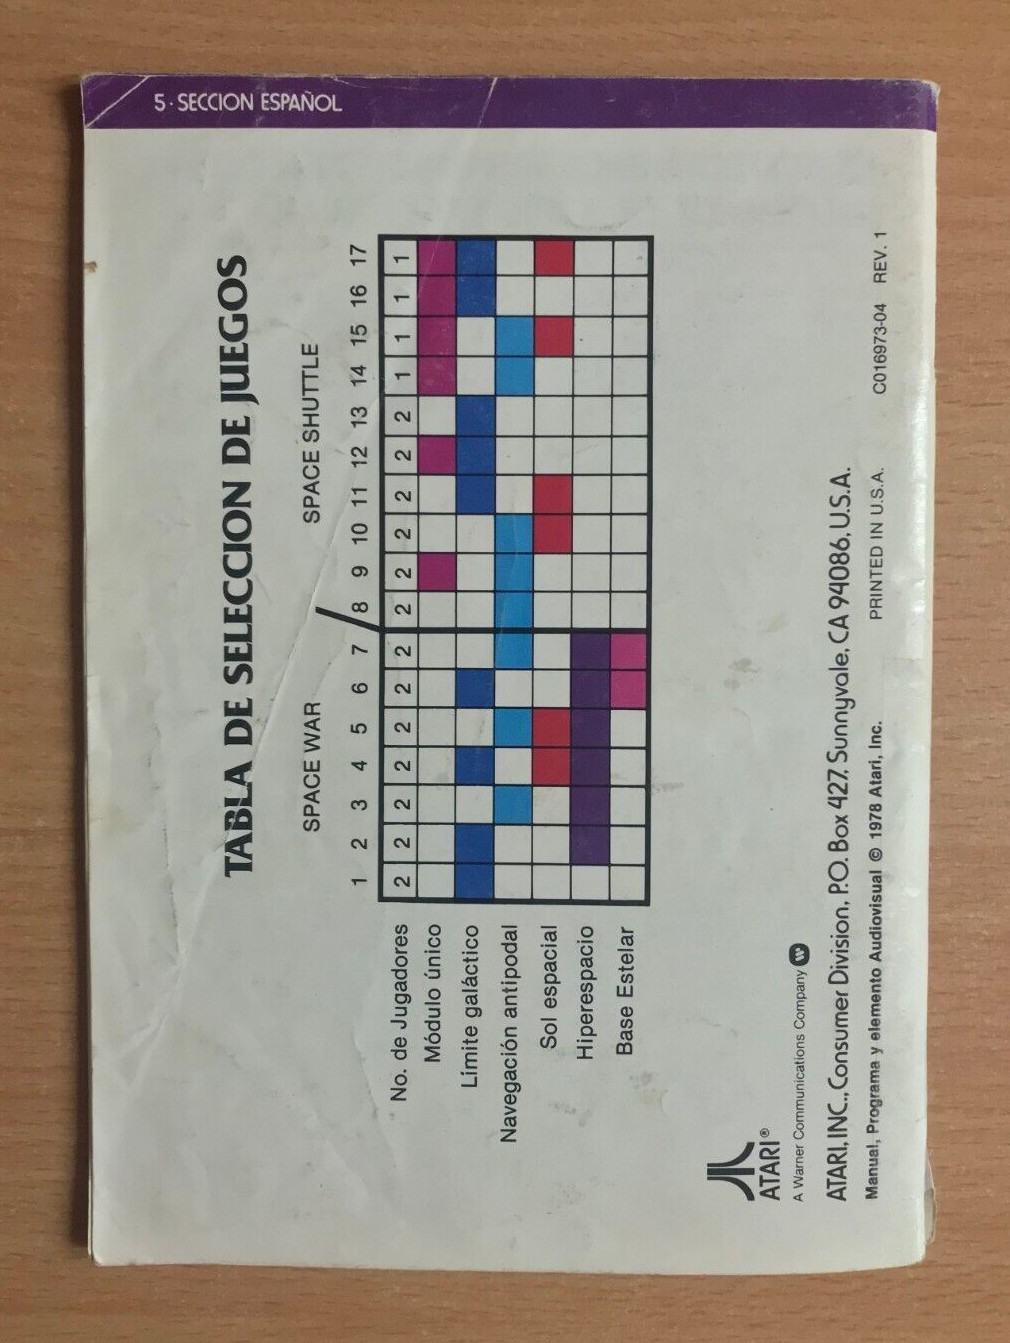 5·SECCION ESPAÑOL
TABLA DE SELECCION DE JUEGOS
SPACE WAR / SPACE SHUTTLE
1 2 3 4 5 6 7 8 9 10 11 12 13 14 15 16 17
No. de Jugadores 2 2 2 2 2 2 2 2 2 2 2 2 2 1 1 1 1
Módulo único
Límite galáctico
Navegación antipodal
Sol espacial
Hiperespacio
Base Estelar
ATARI®
A Warner Communications Company
ATARI, INC., Consumer Division, P.O. Box 427, Sunnyvale, CA 94086, U.S.A.
Manual, Programa y elemento Audiovisual © 1978 Atari, Inc. PRINTED IN U.S.A. C016973-04 REV. 1